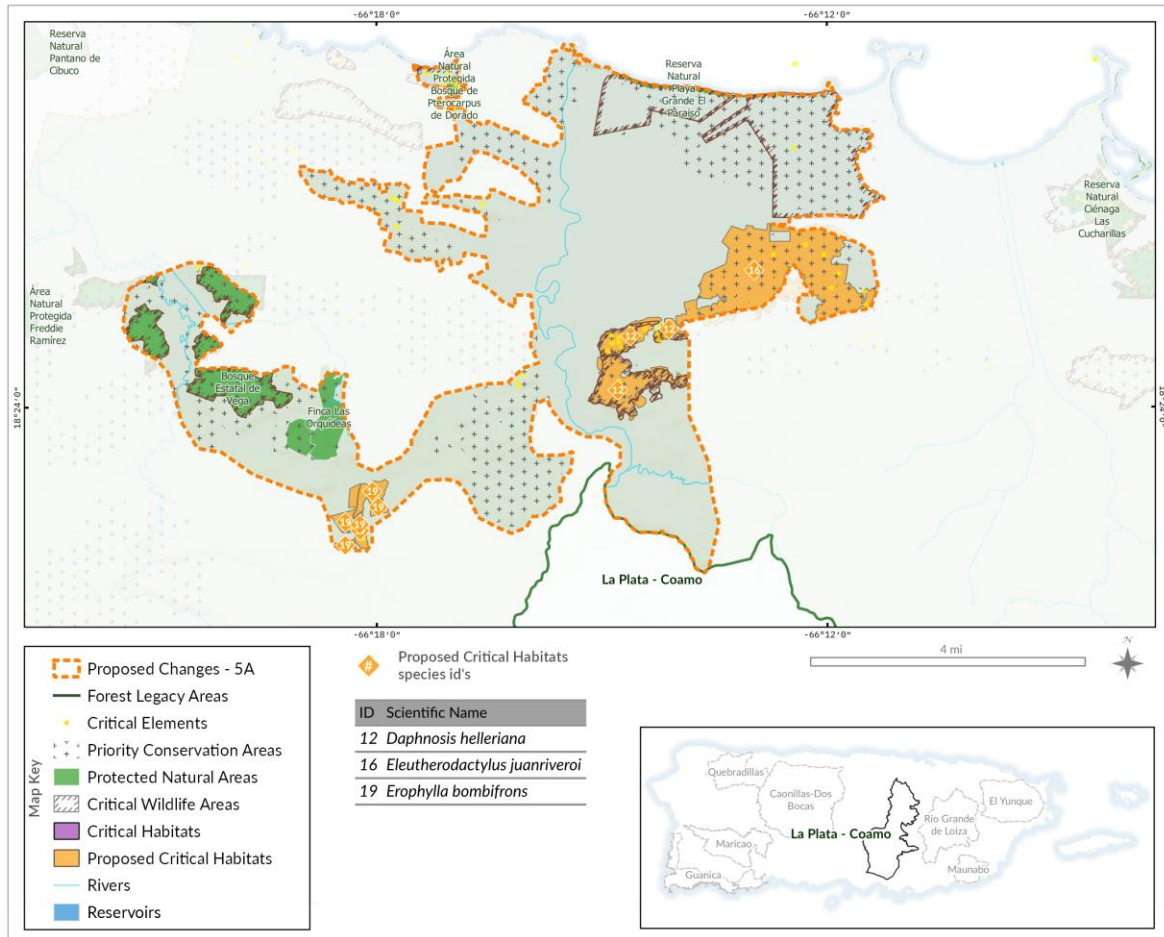 -66°18'0"
-66°12'0"
Reserva
Natural
Pantano de
Cibuco
Área
Natural
Protegida
Bosque de
Pterocarpus
de Dorado
Reserva
Natural
Playa
Grande El
Paraíso
Reserva
Natural
Ciénaga
Las
Cucharillas
Área
Natural
Protegida
Freddie
Ramírez
16
12
12
12
Bosque
Estatal de
Vega
Finca Las
Orquídeas
18°24'0"
18°24'0"
19
19
19
19
19
La Plata - Coamo
-66°18'0"
-66°12'0"
Map Key
Proposed Changes - 5A
Forest Legacy Areas
Critical Elements
Priority Conservation Areas
Protected Natural Areas
Critical Wildlife Areas
Critical Habitats
Proposed Critical Habitats
Rivers
Reservoirs
# Proposed Critical Habitats
species id's
ID Scientific Name
12 Daphnosis helleriana
16 Eleutherodactylus juanriveroi
19 Erophylla bombifrons
4 mi
N
Quebradillas
Caonillas-Dos
Bocas
El Yunque
La Plata - Coamo
Rio Grande
de Loiza
Maricao
Maunabo
Guanica